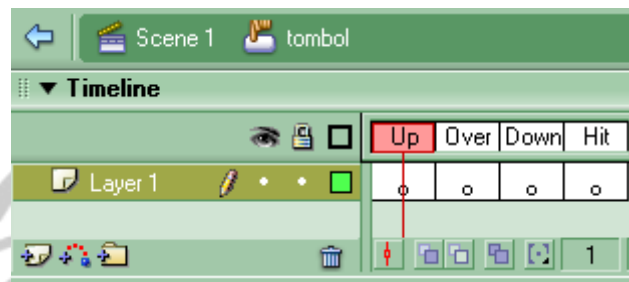 Scene 1 tombol
Timeline
Up Over Down Hit
Layer 1
1